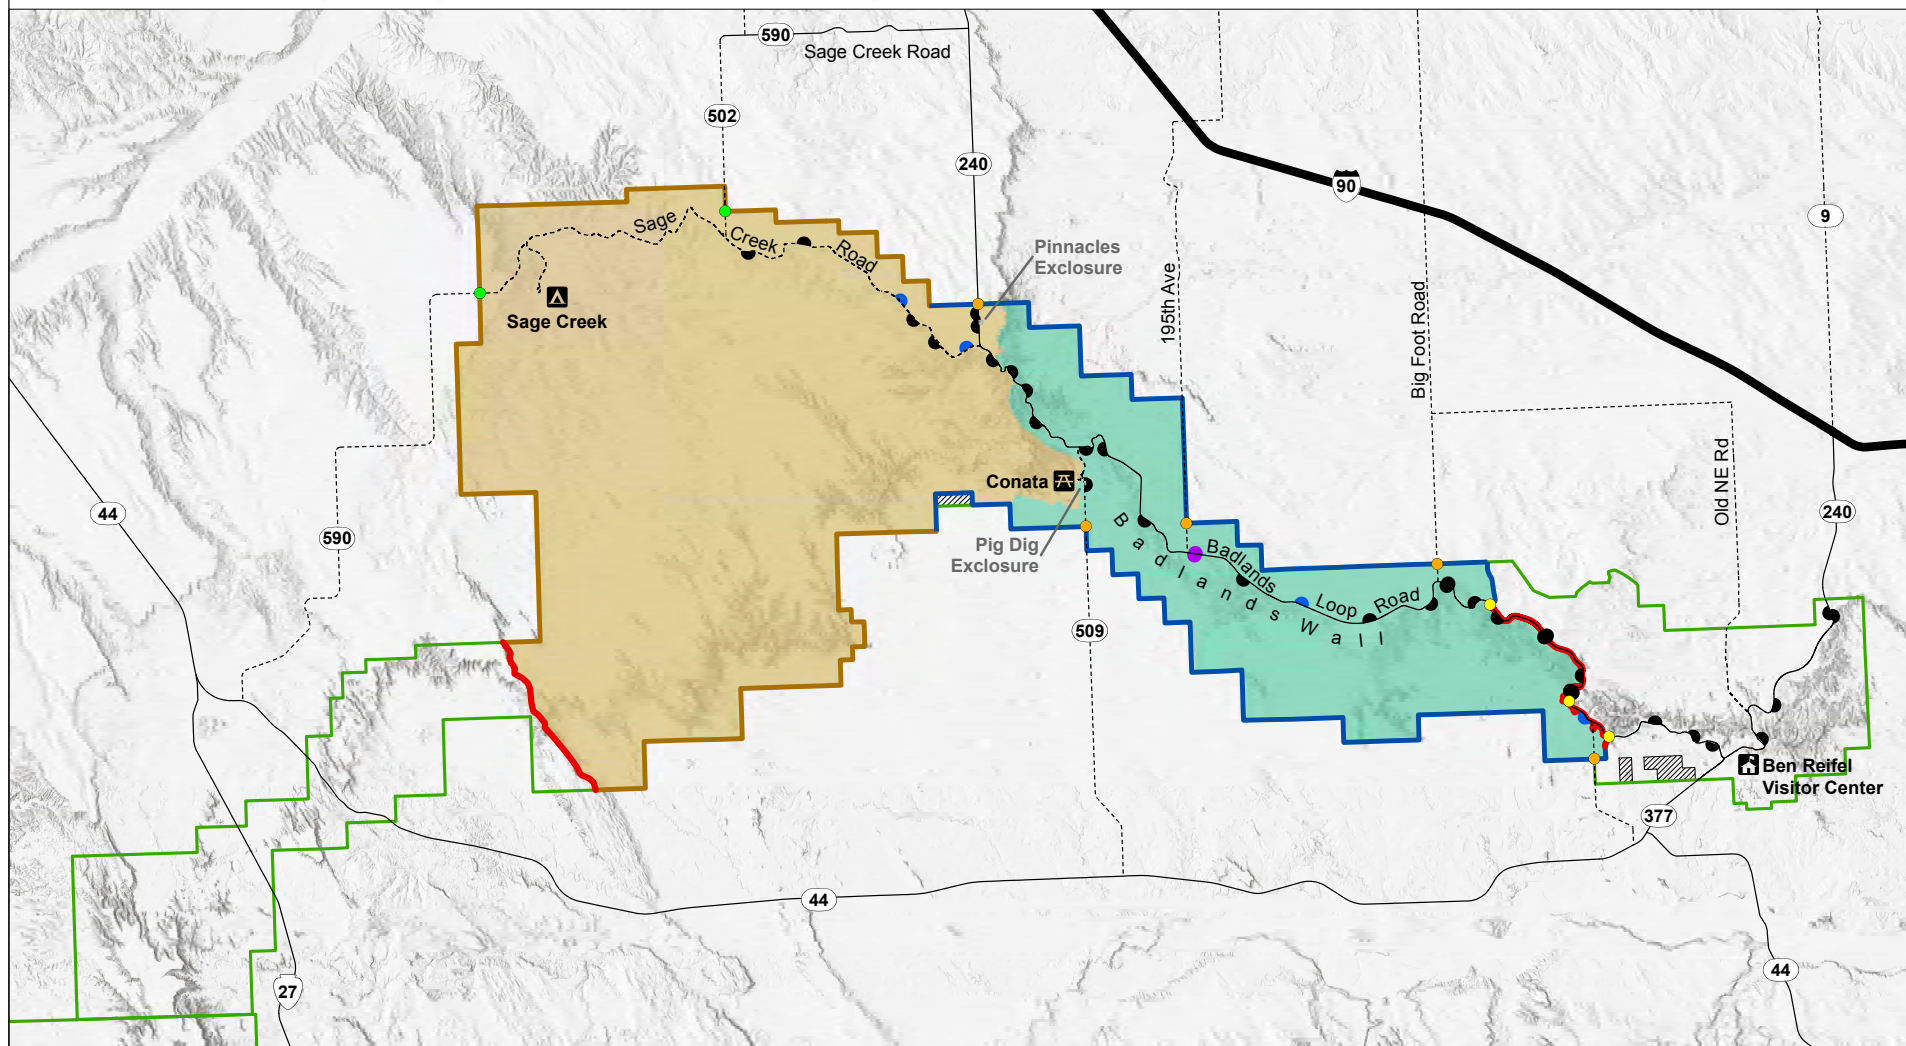 590
Sage Creek Road
502
240
90
9
Sage Creek Road
Pinnacles
Exclosure
195th Ave
Big Foot Road
Sage Creek
Old NE Rd
44
590
Conata
240
Pig Dig
Exclosure
Badlands Loop Road
Badlands Wall
509
Ben Reifel
Visitor Center
377
44
44
27